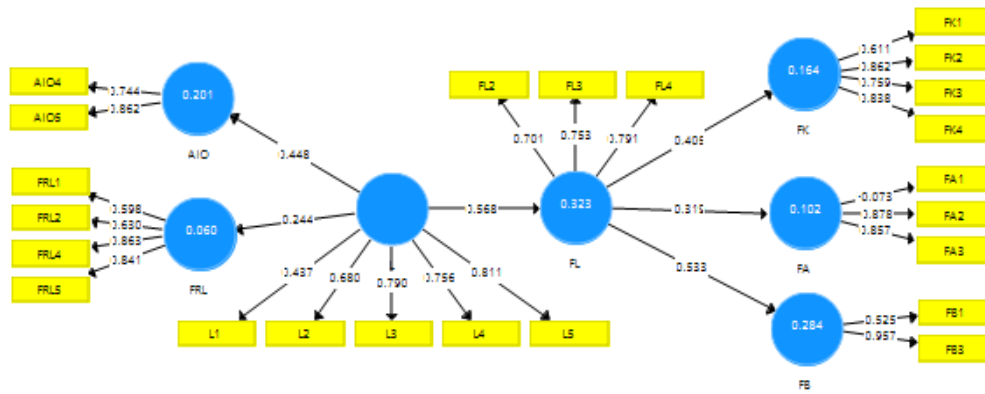 FK1
FK2
FK3
FK4
0.611
0.862
0.759
0.838
0.164
FK
AIO4
AIO5
0.744
0.862
0.201
AIO
0.448
FL2
FL3
FL4
0.701
0.753
0.791
0.405
FRL1
FRL2
FRL4
FRL5
0.598
0.630
0.863
0.841
0.060
FRL
0.244
0.568
0.323
FL
0.315
0.102
FA
FA1
FA2
FA3
-0.073
0.878
0.857
0.437
0.680
0.790
0.756
0.811
L1
L2
L3
L4
L5
0.533
0.284
FB
FB1
FB3
0.525
0.957